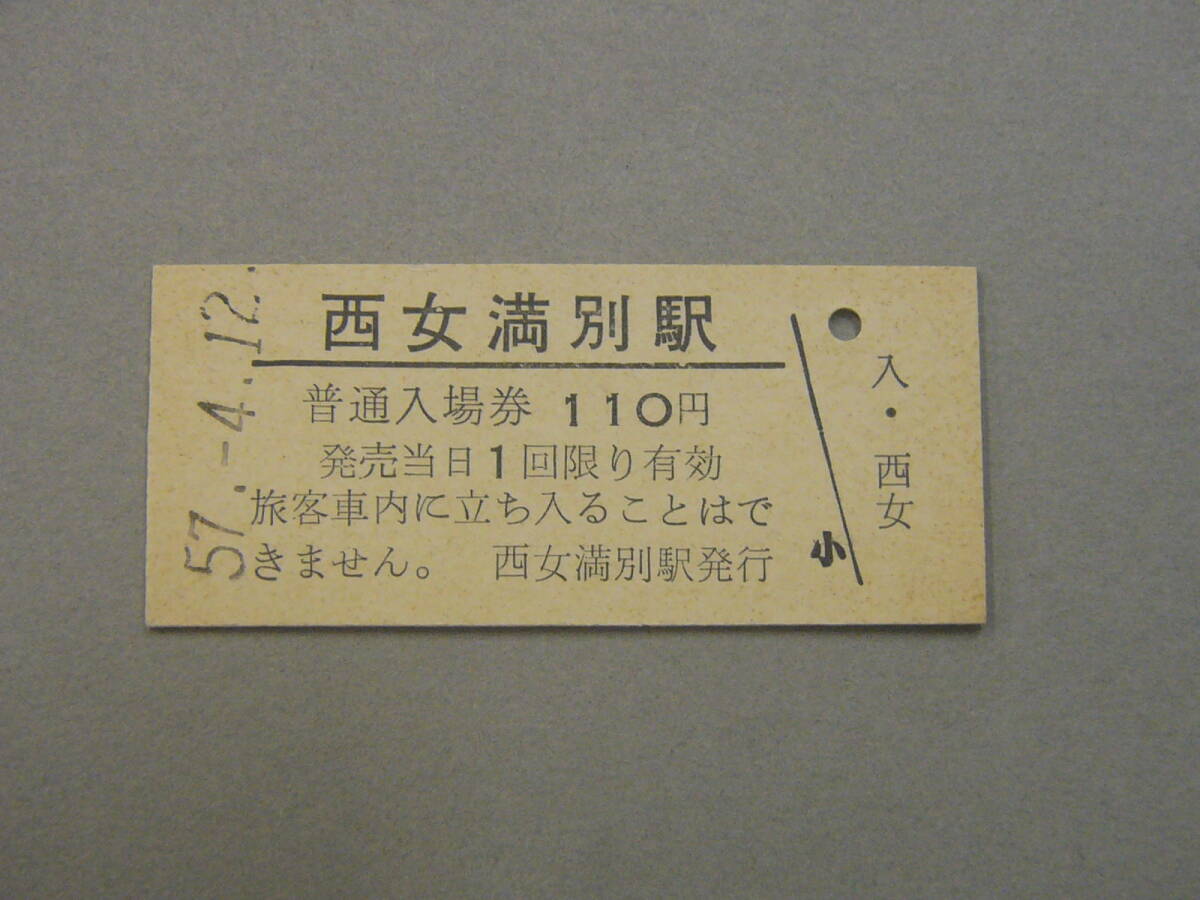 57.-4.12.
西女満別駅
普通入場券 110円
発売当日1回限り有効
旅客車内に立ち入ることはで
きません。 西女満別駅発行
小
入・西女